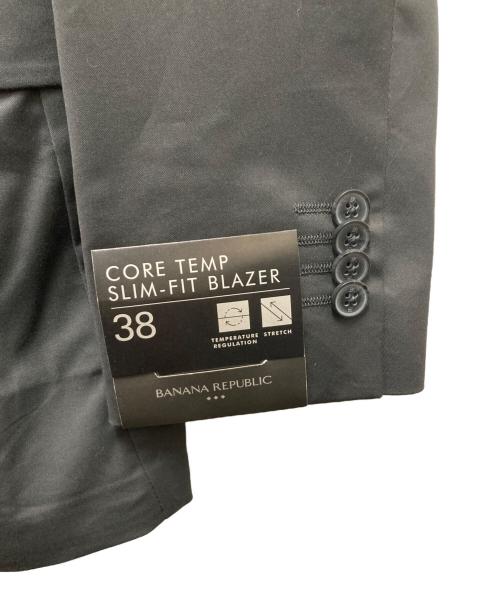 CORE TEMP
SLIM-FIT BLAZER
38
TEMPERATURE
REGULATION
STRETCH
BANANA REPUBLIC